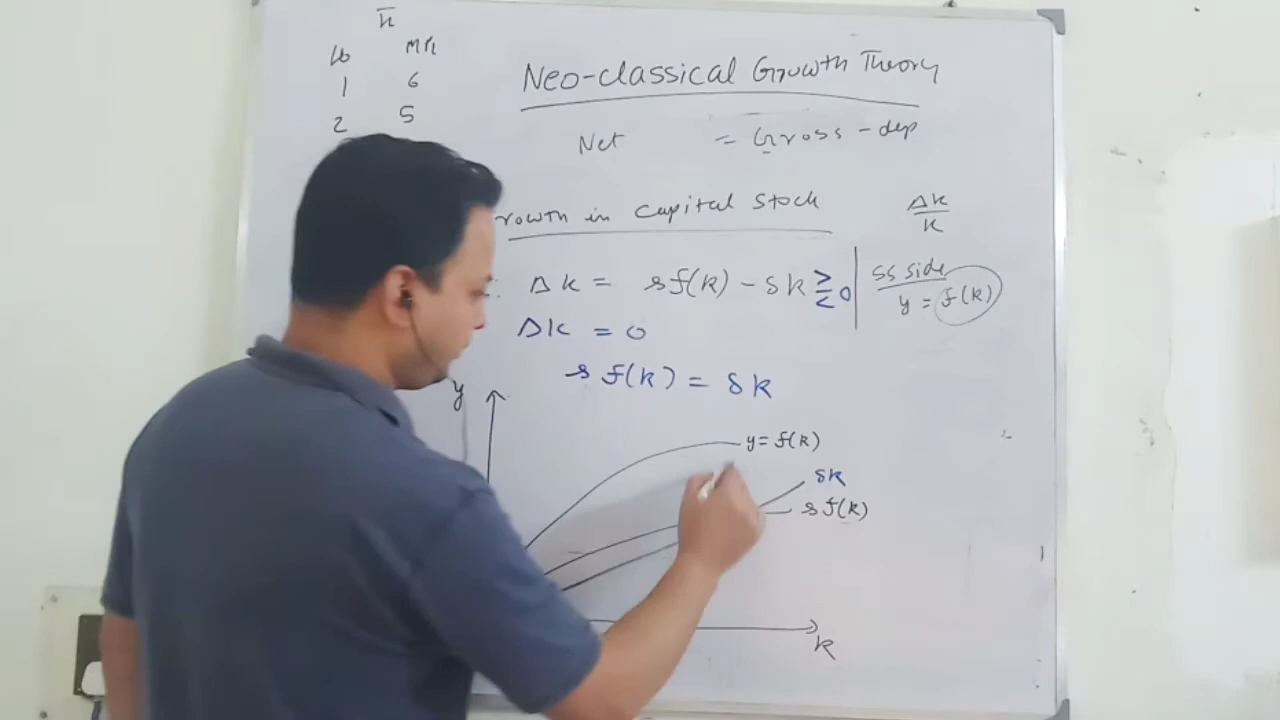 k̅
Lb MPL
1 6
2 5
Neo-classical Growth Theory
Net = Gross - dep
rowth in capital stock
Δk/k
: Δk = sf(k) - δk ⋛ 0
SS side
y = f(k)
Δk = 0
s f(k) = δk
y
y = f(k)
δk
s f(k)
k